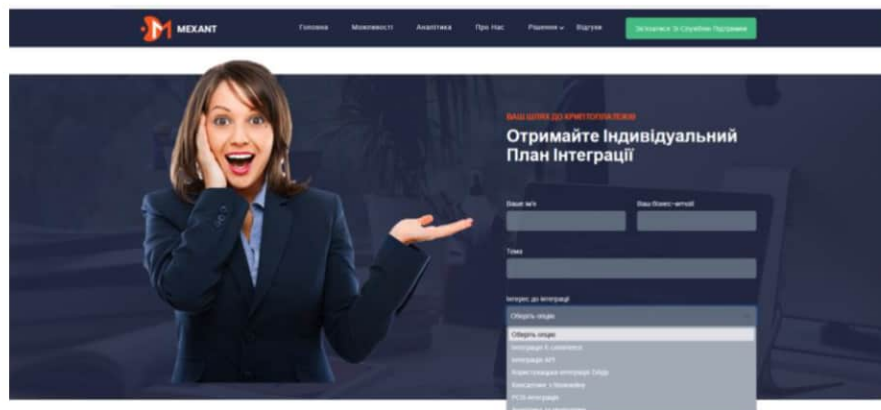 MEXANT
Головна Можливості Аналітика Про Нас Рішення Відгуки Зв'язатися Зі Службою Підтримки
ВАШ ШЛЯХ ДО КРИПТОПЛАТЕЖІВ
Отримайте Індивідуальний
План Інтеграції
Ваше ім'я Ваш бізнес-email
Тема
Інтерес до інтеграції
Оберіть опцію
Оберіть опцію
Інтеграція E-commerce
Інтеграція API
Консалтинг з блокчейну
POS-інтеграція